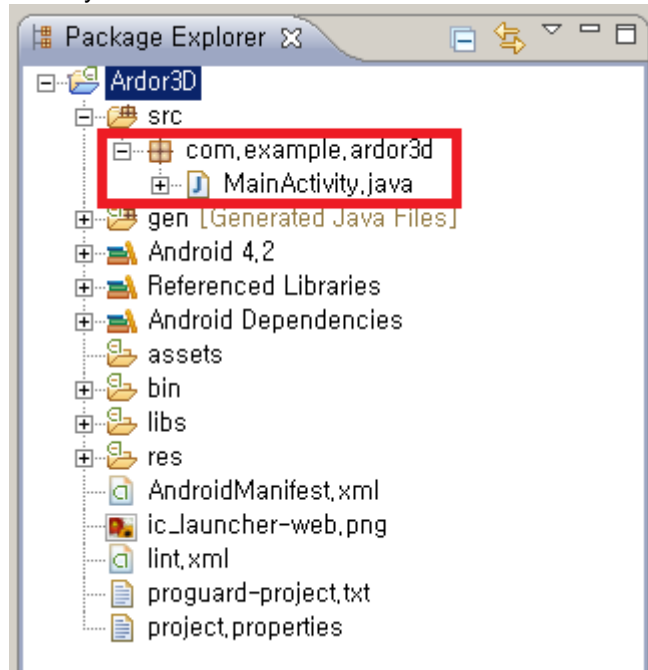 Package Explorer
Ardor3D
src
com.example.ardor3d
MainActivity.java
gen [Generated Java Files]
Android 4.2
Referenced Libraries
Android Dependencies
assets
bin
libs
res
AndroidManifest.xml
ic_launcher-web.png
lint.xml
proguard-project.txt
project.properties